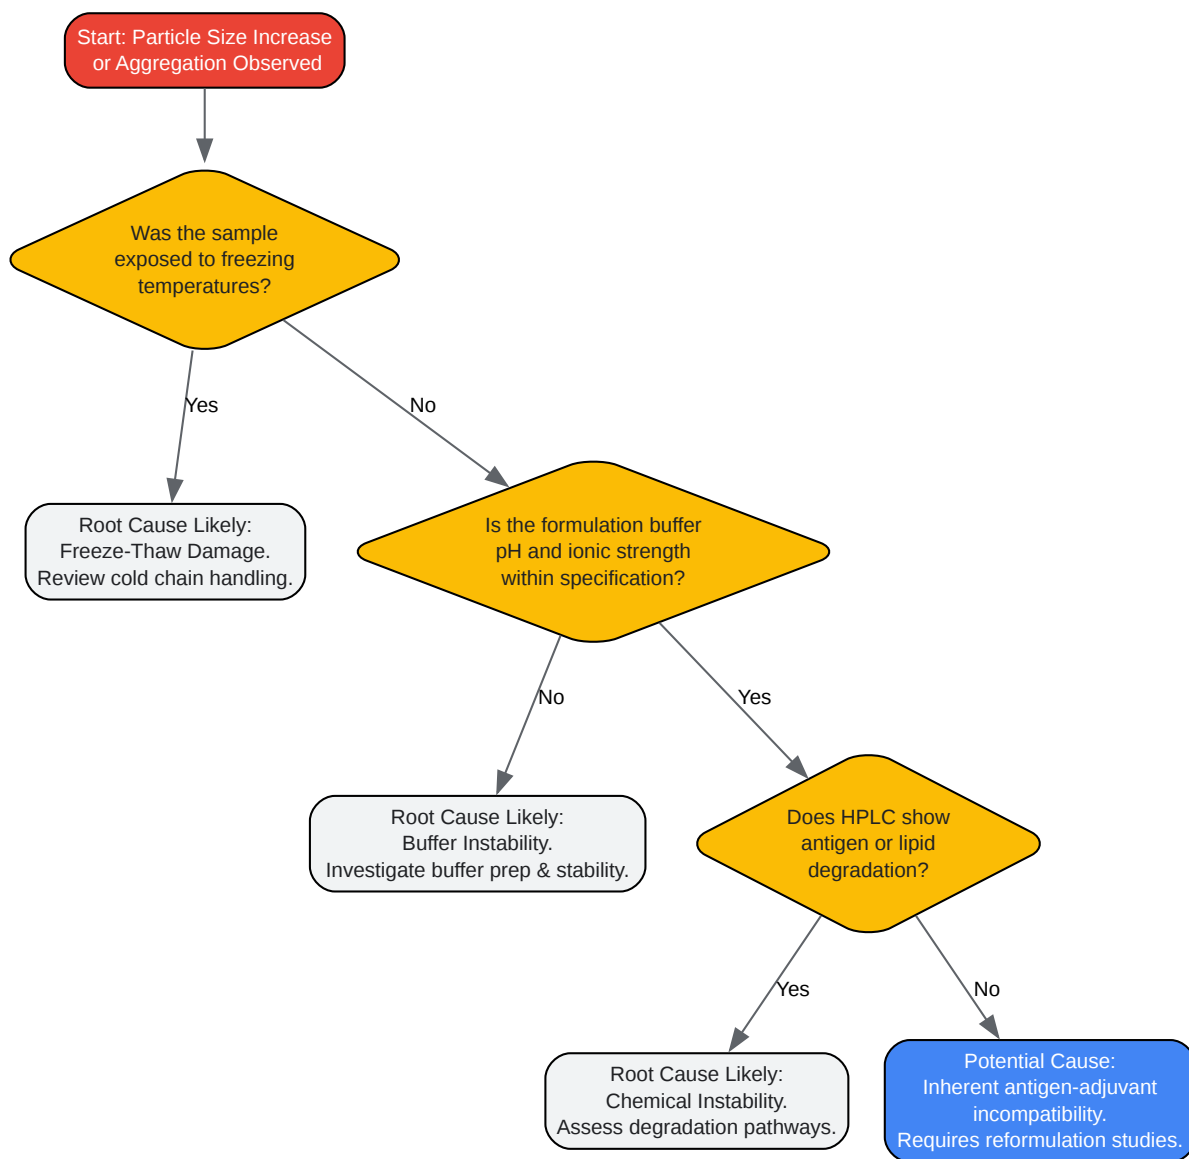 Start: Particle Size Increase
or Aggregation Observed
Was the sample
exposed to freezing
temperatures?
Yes
No
Root Cause Likely:
Freeze-Thaw Damage.
Review cold chain handling.
Is the formulation buffer
pH and ionic strength
within specification?
No
Yes
Root Cause Likely:
Buffer Instability.
Investigate buffer prep & stability.
Does HPLC show
antigen or lipid
degradation?
Yes
No
Root Cause Likely:
Chemical Instability.
Assess degradation pathways.
Potential Cause:
Inherent antigen-adjuvant
incompatibility.
Requires reformulation studies.